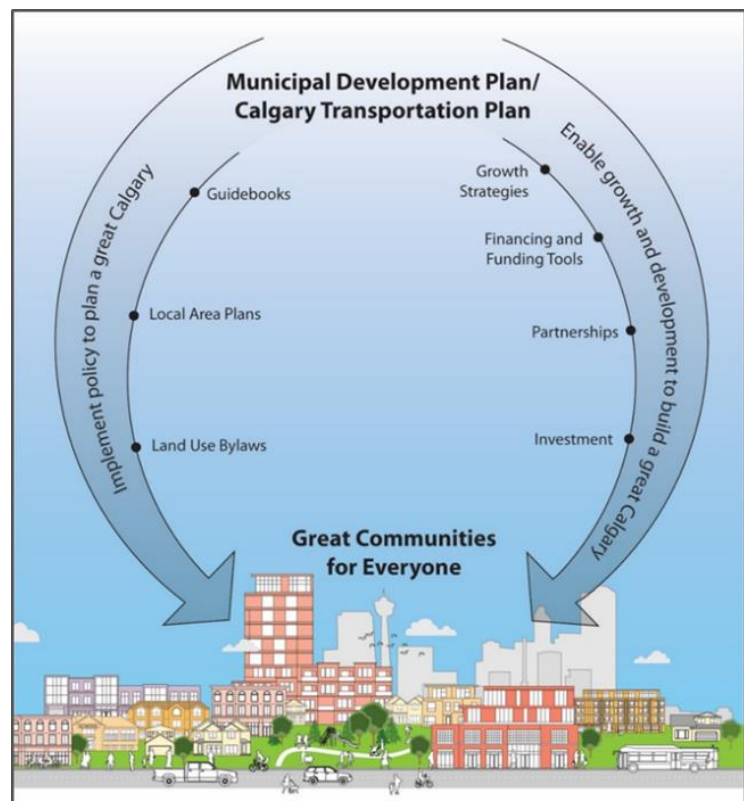 Municipal Development Plan/
Calgary Transportation Plan
Implement policy to plan a great Calgary
Guidebooks
Local Area Plans
Land Use Bylaws
Enable growth and development to build a great Calgary
Growth
Strategies
Financing and
Funding Tools
Partnerships
Investment
Great Communities
for Everyone